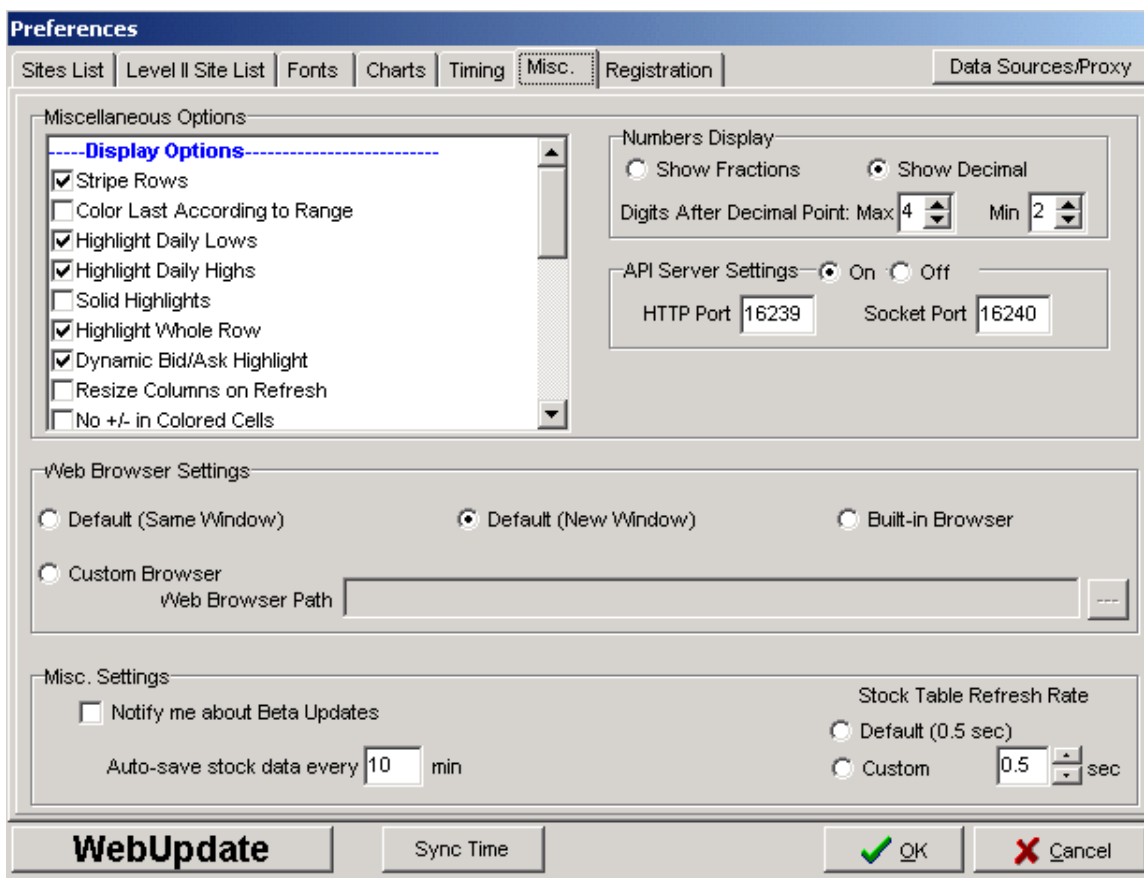 Preferences
Sites List Level II Site List Fonts Charts Timing Misc. Registration Data Sources/Proxy
Miscellaneous Options
-----Display Options--------------------------
Stripe Rows
Color Last According to Range
Highlight Daily Lows
Highlight Daily Highs
Solid Highlights
Highlight Whole Row
Dynamic Bid/Ask Highlight
Resize Columns on Refresh
No +/- in Colored Cells
Numbers Display
Show Fractions Show Decimal
Digits After Decimal Point: Max 4 Min 2
API Server Settings On Off
HTTP Port 16239 Socket Port 16240
Web Browser Settings
Default (Same Window) Default (New Window) Built-in Browser
Custom Browser
Web Browser Path ---
Misc. Settings
Notify me about Beta Updates
Auto-save stock data every 10 min
Stock Table Refresh Rate
Default (0.5 sec)
Custom 0.5 sec
WebUpdate Sync Time OK Cancel